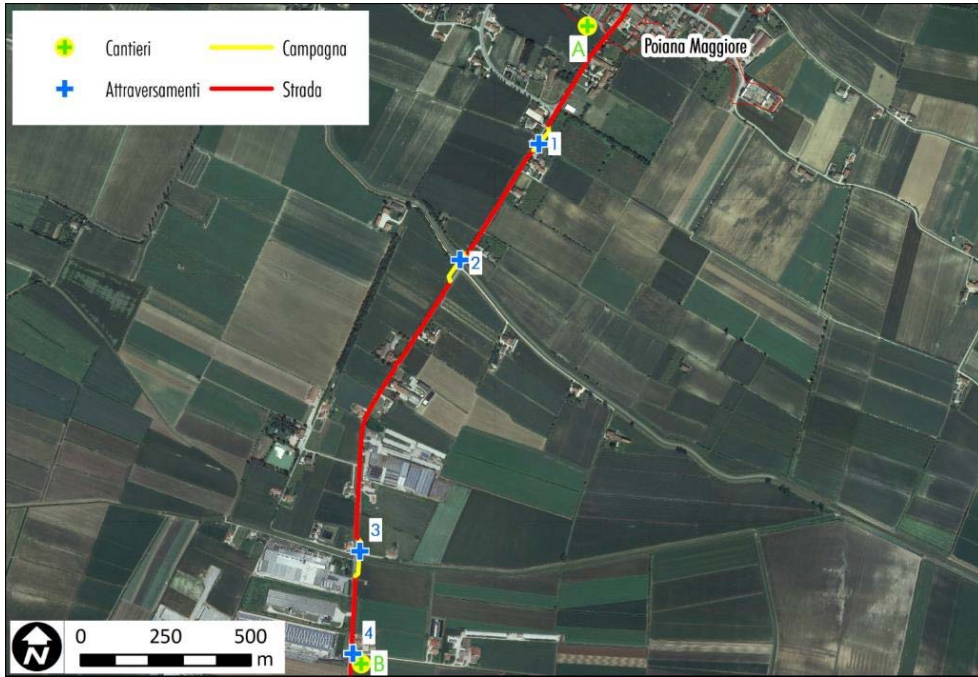 Cantieri
Campagna
Attraversamenti
Strada
A
Poiana Maggiore
1
2
3
4
B
N
0 250 500
m